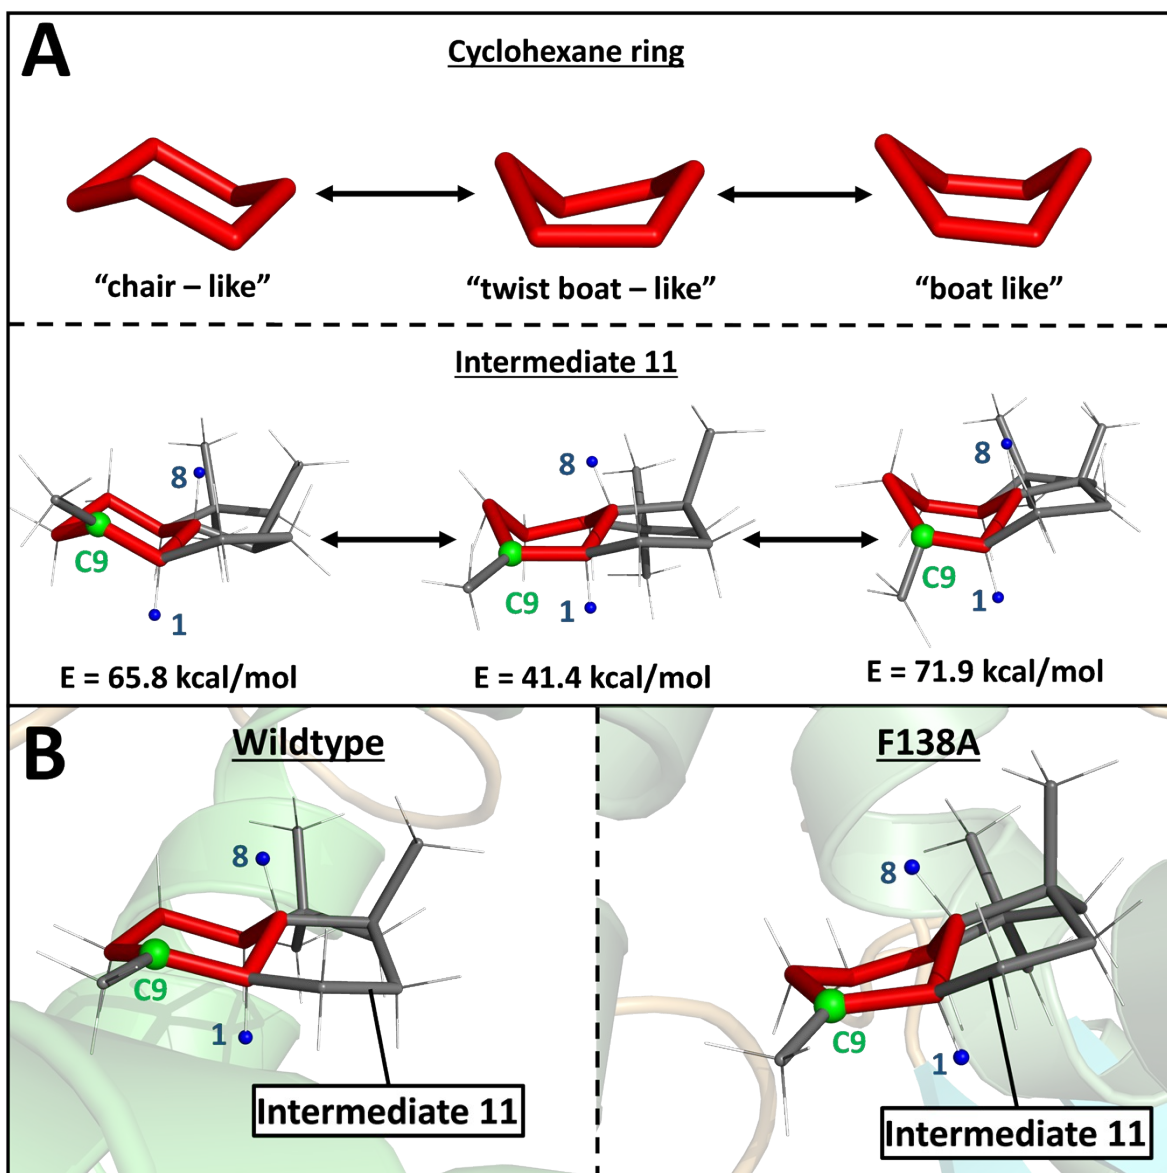 A
Cyclohexane ring
“chair – like”
“twist boat – like”
“boat like”
Intermediate 11
8
C9
1
8
C9
1
8
C9
1
E = 65.8 kcal/mol
E = 41.4 kcal/mol
E = 71.9 kcal/mol
B
Wildtype
8
C9
1
Intermediate 11
F138A
8
C9
1
Intermediate 11